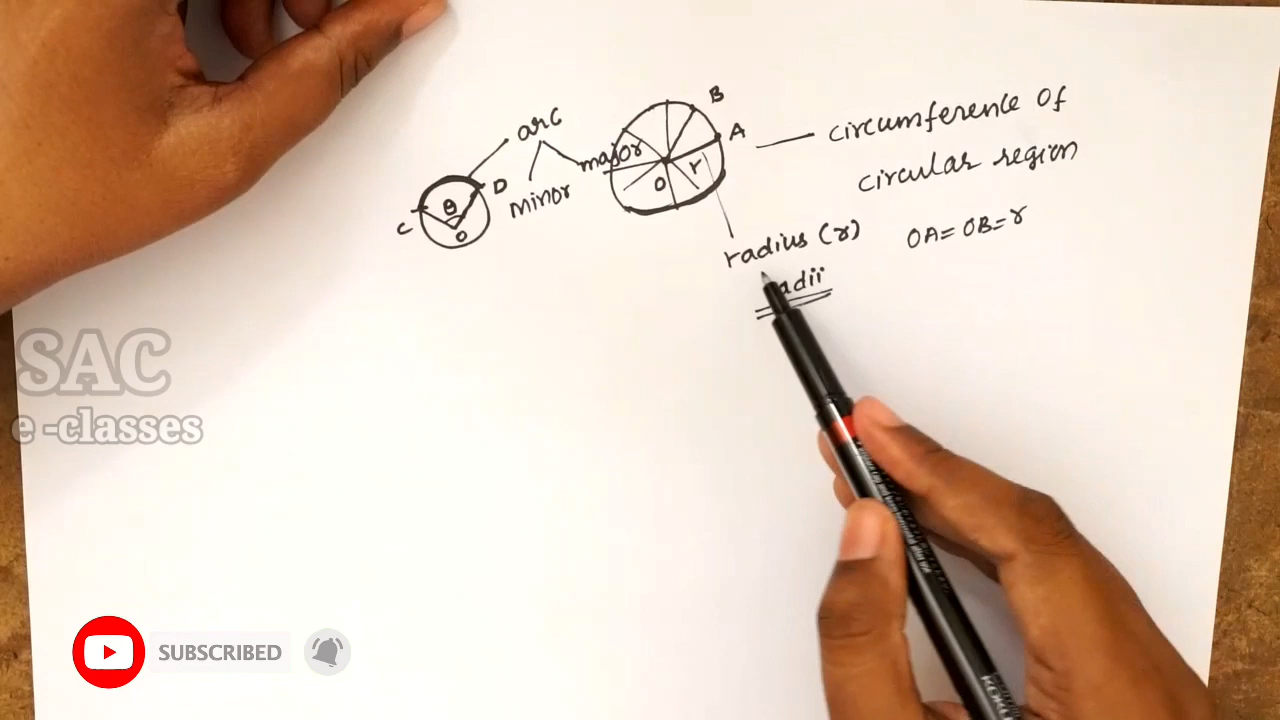 arc
minor
major
C
D
θ
O
B
A
r
O
circumference of
circular region
radius (r)
radii
OA = OB = r
SAC
e -classes
SUBSCRIBED